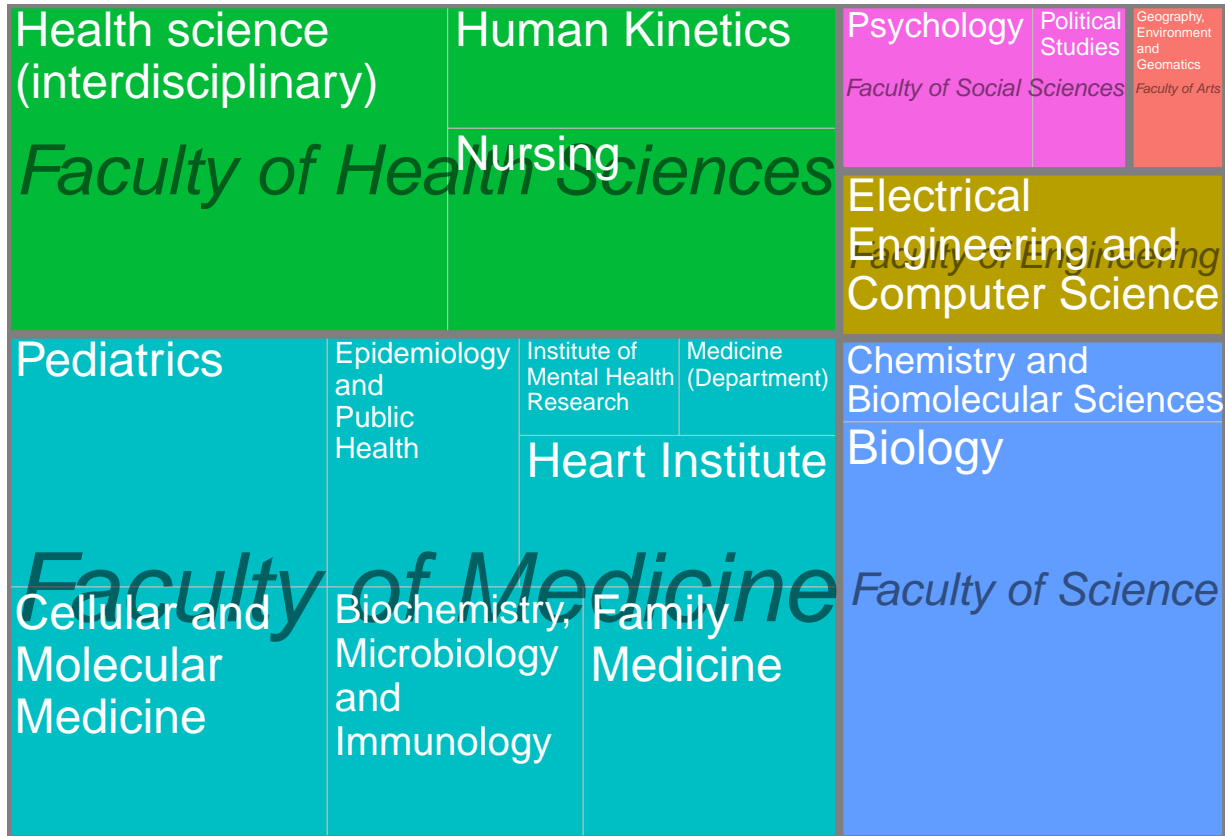 Health science
(interdisciplinary)
Human Kinetics
Nursing
Faculty of Health Sciences
Psychology
Political
Studies
Faculty of Social Sciences
Geography,
Environment
and
Geomatics
Faculty of Arts
Electrical
Engineering and
Computer Science
Faculty of Engineering
Pediatrics
Epidemiology
and
Public
Health
Institute of
Mental Health
Research
Medicine
(Department)
Heart Institute
Faculty of Medicine
Cellular and
Molecular
Medicine
Biochemistry,
Microbiology
and
Immunology
Family
Medicine
Chemistry and
Biomolecular Sciences
Biology
Faculty of Science